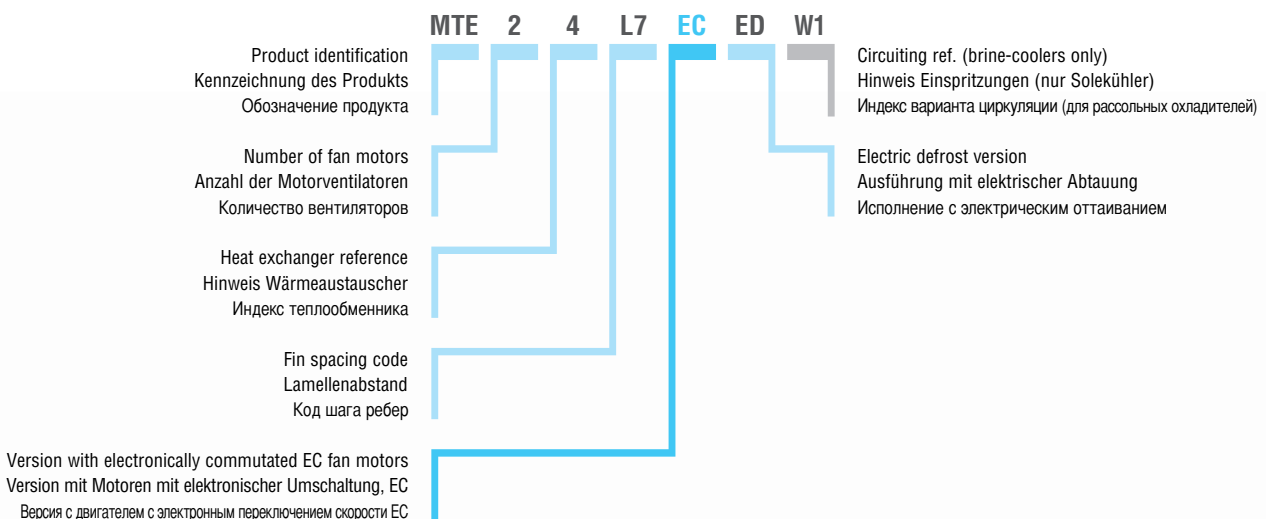 MTE 2 4 L7 EC ED W1
Product identification
Kennzeichnung des Produkts
Обозначение продукта
Circuiting ref. (brine-coolers only)
Hinweis Einspritzungen (nur Solekühler)
Индекс варианта циркуляции (для рассольных охладителей)
Number of fan motors
Anzahl der Motorventilatoren
Количество вентиляторов
Electric defrost version
Ausführung mit elektrischer Abtauung
Исполнение с электрическим оттаиванием
Heat exchanger reference
Hinweis Wärmeaustauscher
Индекс теплообменника
Fin spacing code
Lamellenabstand
Код шага ребер
Version with electronically commutated EC fan motors
Version mit Motoren mit elektronischer Umschaltung, EC
Версия с двигателем с электронным переключением скорости EC